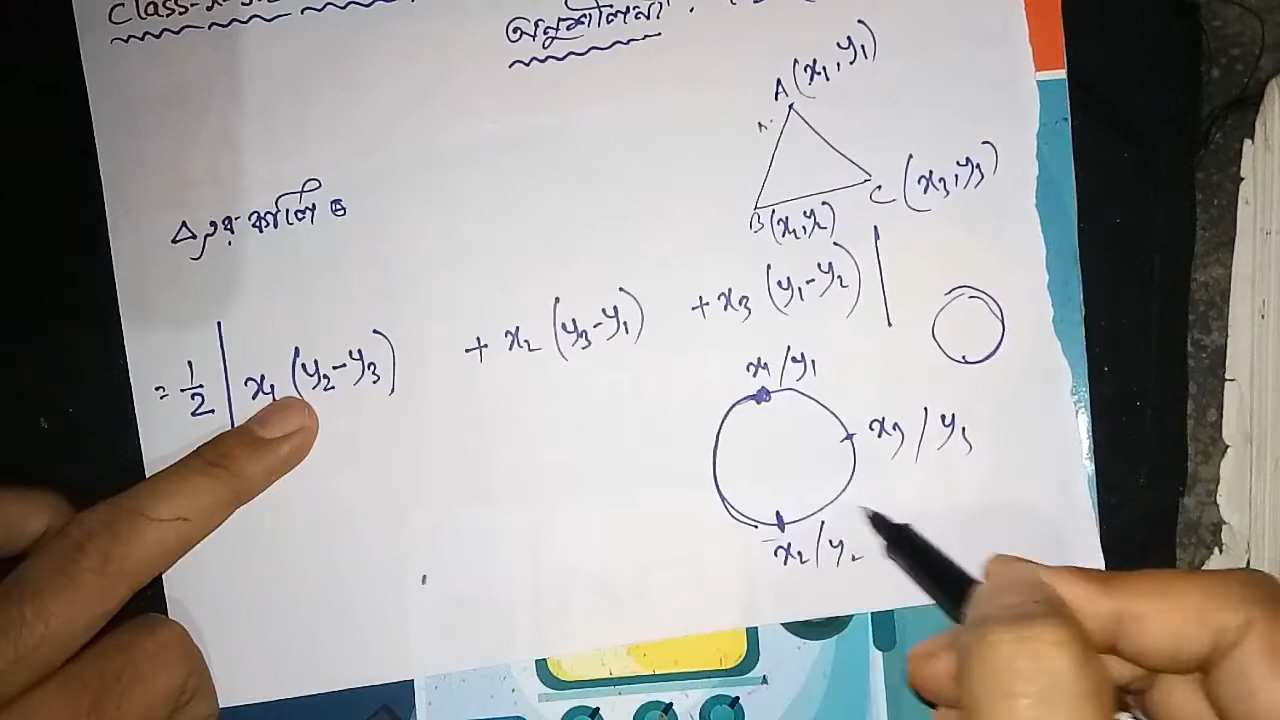 Class-X
অনুশীলনী
A (x₁, y₁)
C (x₃, y₃)
B (x₂, y₂)
Δ এর কালি
= 1/2 | x₁ (y₂-y₃) + x₂ (y₃-y₁) + x₃ (y₁-y₂) |
x₁ / y₁
x₃ / y₃
x₂ / y₂